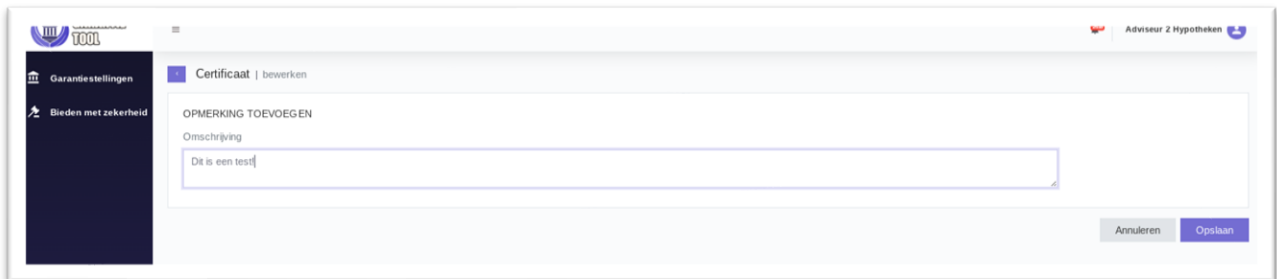 TOOL
Adviseur 2 Hypotheken
Garantiestellingen
Bieden met zekerheid
Certificaat | bewerken
OPMERKING TOEVOEGEN
Omschrijving
Dit is een test!
Annuleren
Opslaan